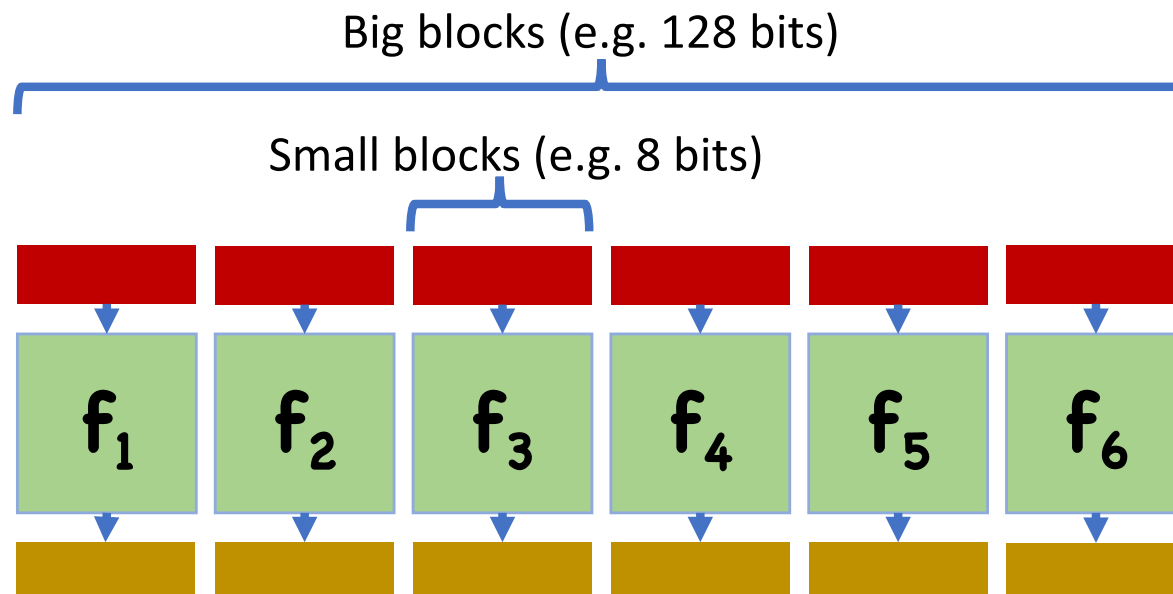 Big blocks (e.g. 128 bits)
Small blocks (e.g. 8 bits)
f₁ f₂ f₃ f₄ f₅ f₆